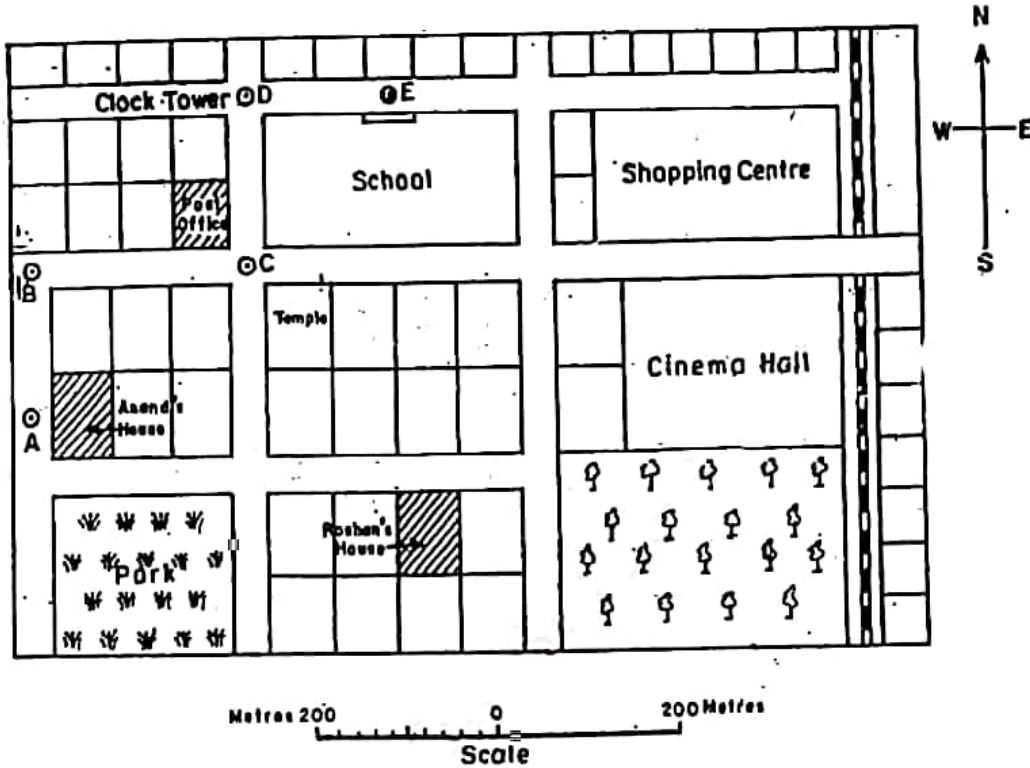 N
Clock Tower D
E
W E
School
Shopping Centre
Post
Office
S
C
B
Temple
Cinema Hall
Anand's
House
A
Roshan's
House
Park
Metres 200 0 200 Metres
Scale